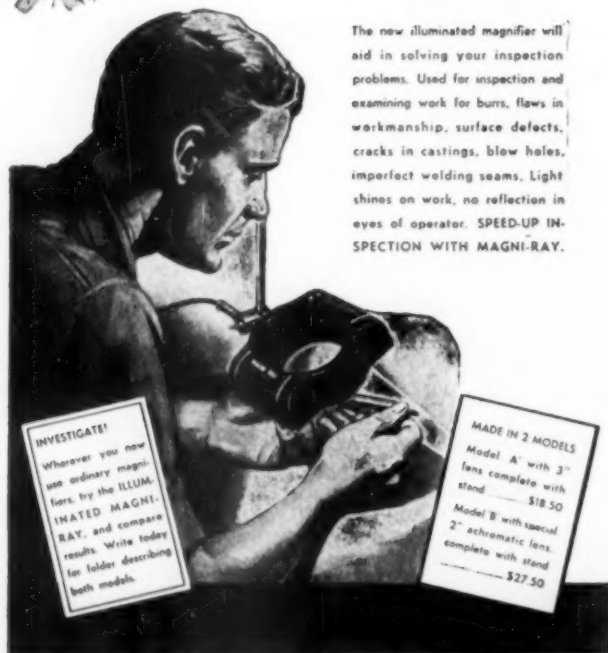 The new illuminated magnifier will
aid in solving your inspection
problems. Used for inspection and
examining work for burrs, flaws in
workmanship, surface defects,
cracks in castings, blow holes,
imperfect welding seams. Light
shines on work, no reflection in
eyes of operator. SPEED-UP IN-
SPECTION WITH MAGNI-RAY.
INVESTIGATE!
Wherever you now
use ordinary magni-
fiers, try the ILLUM-
INATED MAGNI-
RAY, and compare
results. Write today
for folder describing
both models.
MADE IN 2 MODELS
Model 'A' with 3"
lens complete with
stand $18.50
Model 'B' with special
2" achromatic lens,
complete with stand
$27.50